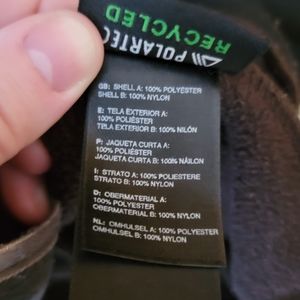 POLARTEC
RECYCLED
GB: SHELL A: 100% POLYESTER
SHELL B: 100% NYLON
E: TELA EXTERIOR A:
100% POLIÉSTER
TELA EXTERIOR B: 100% NILÓN
P: JAQUETA CURTA A:
100% POLIÉSTER
JAQUETA CURTA B: 100% NÁILON
I: STRATO A: 100% POLIESTERE
STRATO B: 100% NYLON
D: OBERMATERIAL A:
100% POLYESTER
OBERMATERIAL B: 100% NYLON
NL: OMHULSEL A: 100% POLYESTER
OMHULSEL B: 100% NYLON